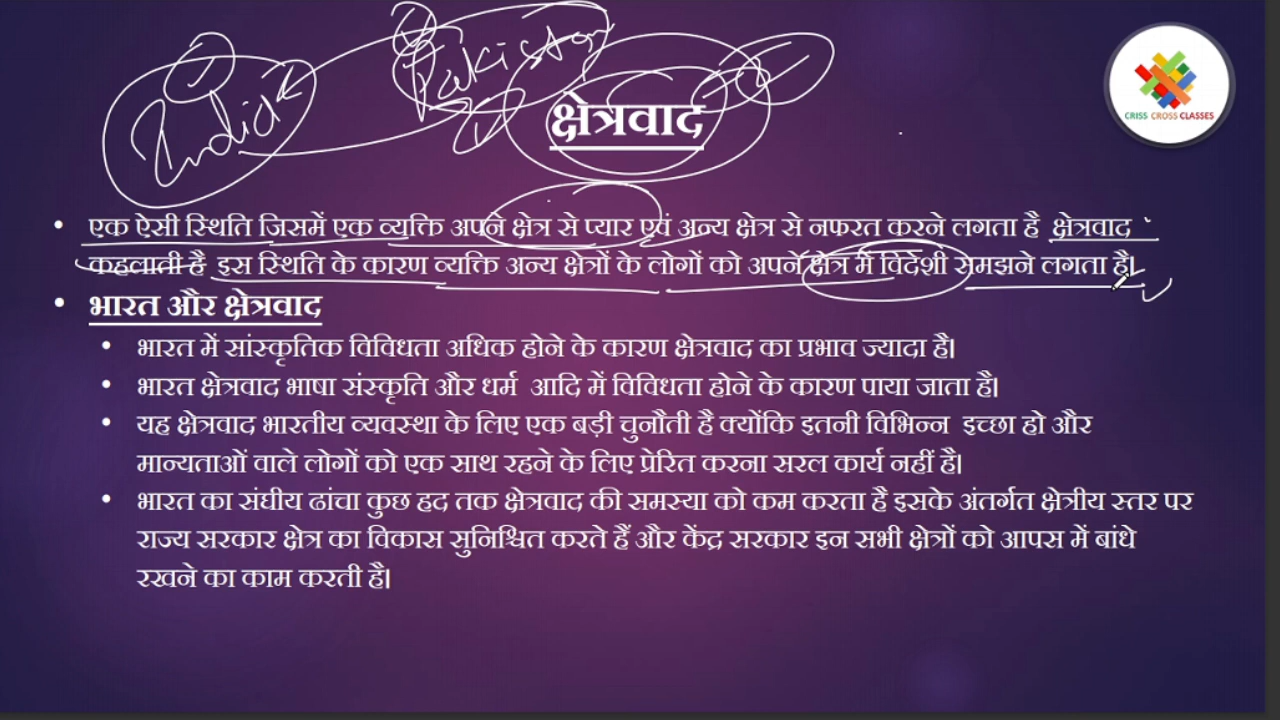 India
Pakistan
क्षेत्रवाद
CRISS CROSS CLASSES
• एक ऐसी स्थिति जिसमें एक व्यक्ति अपने क्षेत्र से प्यार एवं अन्य क्षेत्र से नफरत करने लगता है क्षेत्रवाद
कहलाती है इस स्थिति के कारण व्यक्ति अन्य क्षेत्रों के लोगों को अपने क्षेत्र में विदेशी समझने लगता है।
• भारत और क्षेत्रवाद
• भारत में सांस्कृतिक विविधता अधिक होने के कारण क्षेत्रवाद का प्रभाव ज्यादा है।
• भारत क्षेत्रवाद भाषा संस्कृति और धर्म आदि में विविधता होने के कारण पाया जाता है।
• यह क्षेत्रवाद भारतीय व्यवस्था के लिए एक बड़ी चुनौती है क्योंकि इतनी विभिन्न इच्छा हो और
मान्यताओं वाले लोगों को एक साथ रहने के लिए प्रेरित करना सरल कार्य नहीं है।
• भारत का संघीय ढांचा कुछ हद तक क्षेत्रवाद की समस्या को कम करता है इसके अंतर्गत क्षेत्रीय स्तर पर
राज्य सरकार क्षेत्र का विकास सुनिश्चित करते हैं और केंद्र सरकार इन सभी क्षेत्रों को आपस में बांधे
रखने का काम करती है।